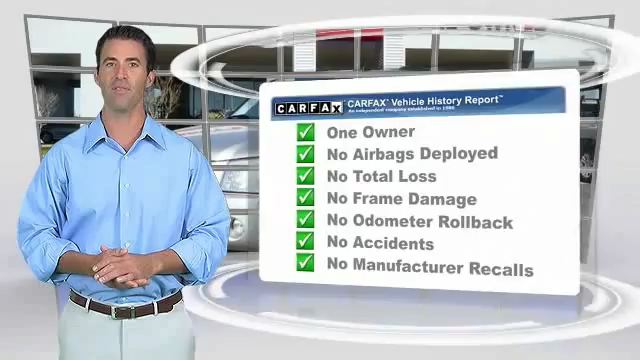 CARFAX CARFAX Vehicle History Report™
An independent company established in 1986
One Owner
No Airbags Deployed
No Total Loss
No Frame Damage
No Odometer Rollback
No Accidents
No Manufacturer Recalls